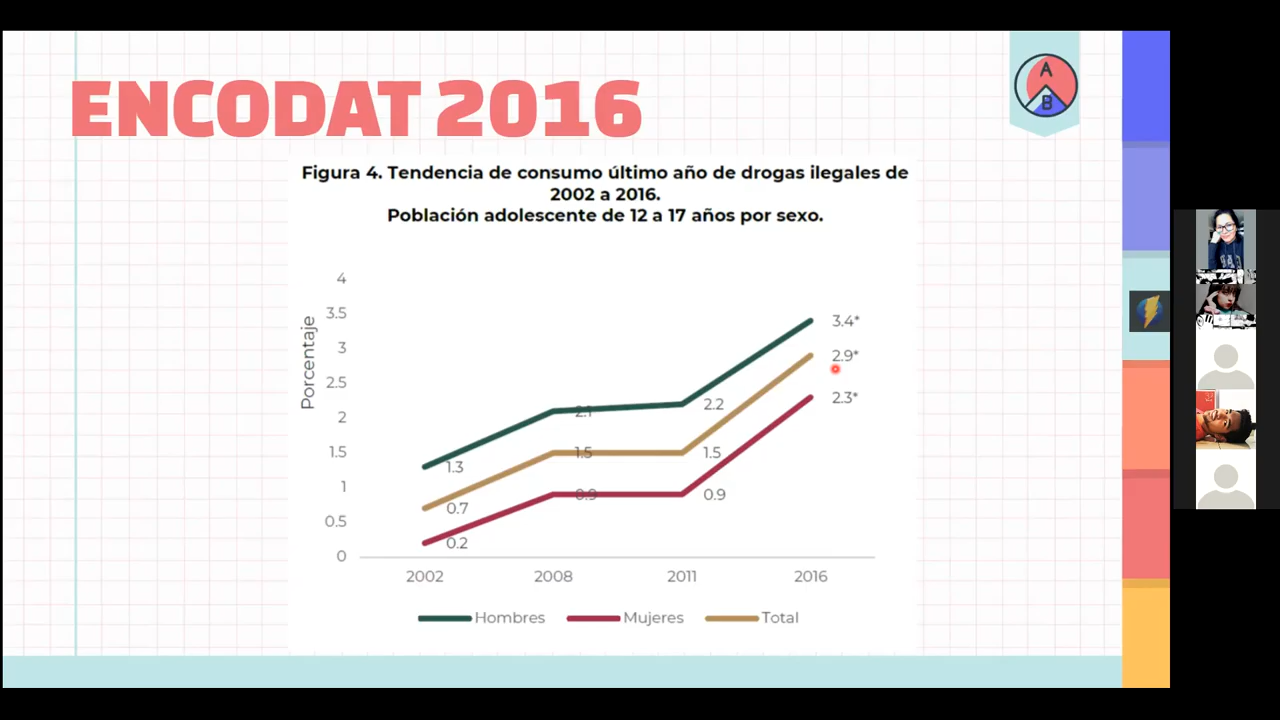 ENCODAT 2016
A
B
Figura 4. Tendencia de consumo último año de drogas ilegales de
2002 a 2016.
Población adolescente de 12 a 17 años por sexo.
Porcentaje
4
3.5
3
2.5
2
1.5
1
0.5
0
3.4*
2.9*
2.3*
2.1
2.2
1.5
1.5
0.9
0.9
1.3
0.7
0.2
2002 2008 2011 2016
Hombres Mujeres Total